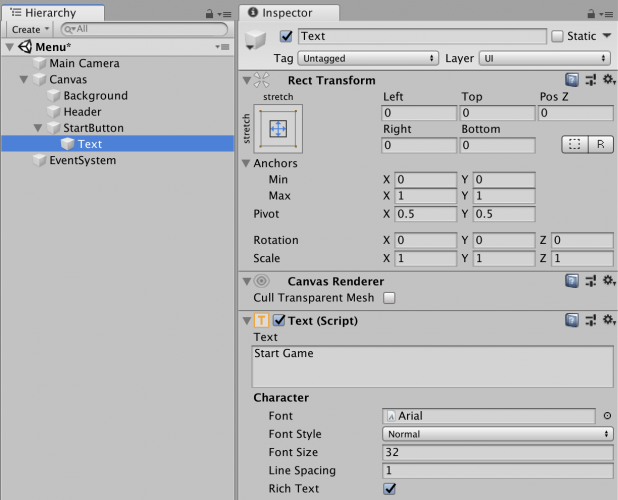 Hierarchy
Create All
Menu*
Main Camera
Canvas
Background
Header
StartButton
Text
EventSystem
Inspector
Text Static
Tag Untagged Layer UI
Rect Transform
stretch Left Top Pos Z
stretch 0 0 0
Right Bottom
0 0 R
Anchors
Min X 0 Y 0
Max X 1 Y 1
Pivot X 0.5 Y 0.5
Rotation X 0 Y 0 Z 0
Scale X 1 Y 1 Z 1
Canvas Renderer
Cull Transparent Mesh
T Text (Script)
Text
Start Game
Character
Font Arial
Font Style Normal
Font Size 32
Line Spacing 1
Rich Text